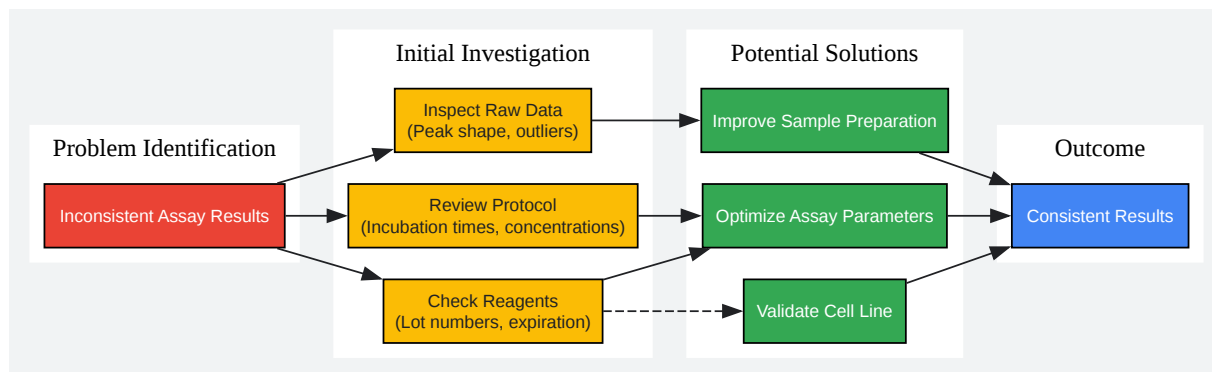 Problem Identification
Inconsistent Assay Results
Initial Investigation
Inspect Raw Data
(Peak shape, outliers)
Review Protocol
(Incubation times, concentrations)
Check Reagents
(Lot numbers, expiration)
Potential Solutions
Improve Sample Preparation
Optimize Assay Parameters
Validate Cell Line
Outcome
Consistent Results